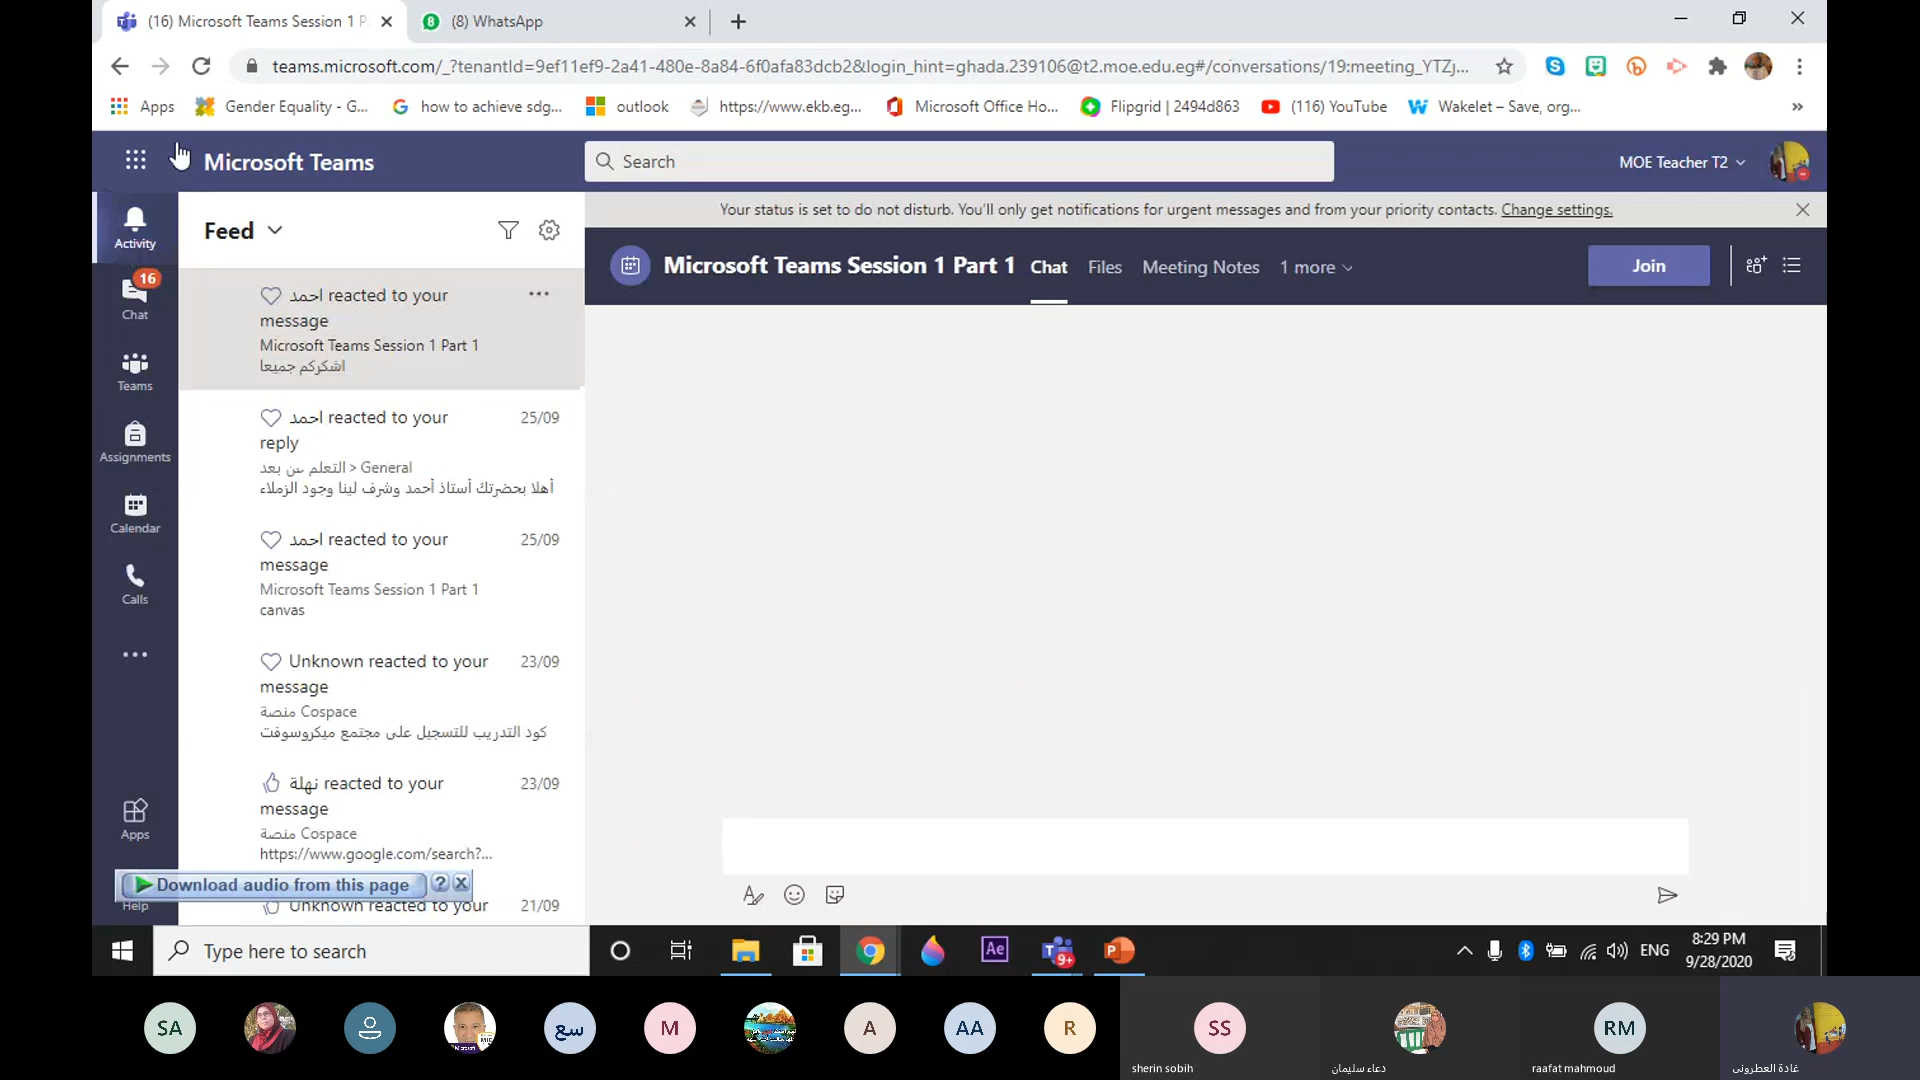 (16) Microsoft Teams Session 1 P
(8) WhatsApp
teams.microsoft.com/_?tenantId=9ef11ef9-2a41-480e-8a84-6f0afa83dcb2&login_hint=ghada.239106@t2.moe.edu.eg#/conversations/19:meeting_YTZj...
Apps
Gender Equality - G...
how to achieve sdg...
outlook
https://www.ekb.eg...
Microsoft Office Ho...
Flipgrid | 2494d863
(116) YouTube
Wakelet – Save, org...
»
Microsoft Teams
Search
MOE Teacher T2
Your status is set to do not disturb. You'll only get notifications for urgent messages and from your priority contacts. Change settings.
Activity
16
Chat
Teams
Assignments
Calendar
Calls
Apps
Help
Feed
احمد reacted to your
message
Microsoft Teams Session 1 Part 1
اشكركم جميعا
احمد reacted to your
25/09
reply
التعلم عن بعد > General
أهلا بحضرتك أستاذ أحمد وشرف لينا وجود الزملاء
احمد reacted to your
25/09
message
Microsoft Teams Session 1 Part 1
canvas
Unknown reacted to your
23/09
message
منصة Cospace
كود التدريب للتسجيل على مجتمع ميكروسوفت
نهلة reacted to your
23/09
message
منصة Cospace
https://www.google.com/search?...
Download audio from this page
?
Unknown reacted to your
21/09
Microsoft Teams Session 1 Part 1
Chat
Files
Meeting Notes
1 more
Join
Type here to search
Ae
9+
ENG
8:29 PM
9/28/2020
SA
سع
M
A
AA
R
SS
sherin sobih
دعاء سليمان
RM
raafat mahmoud
غادة العطرونى